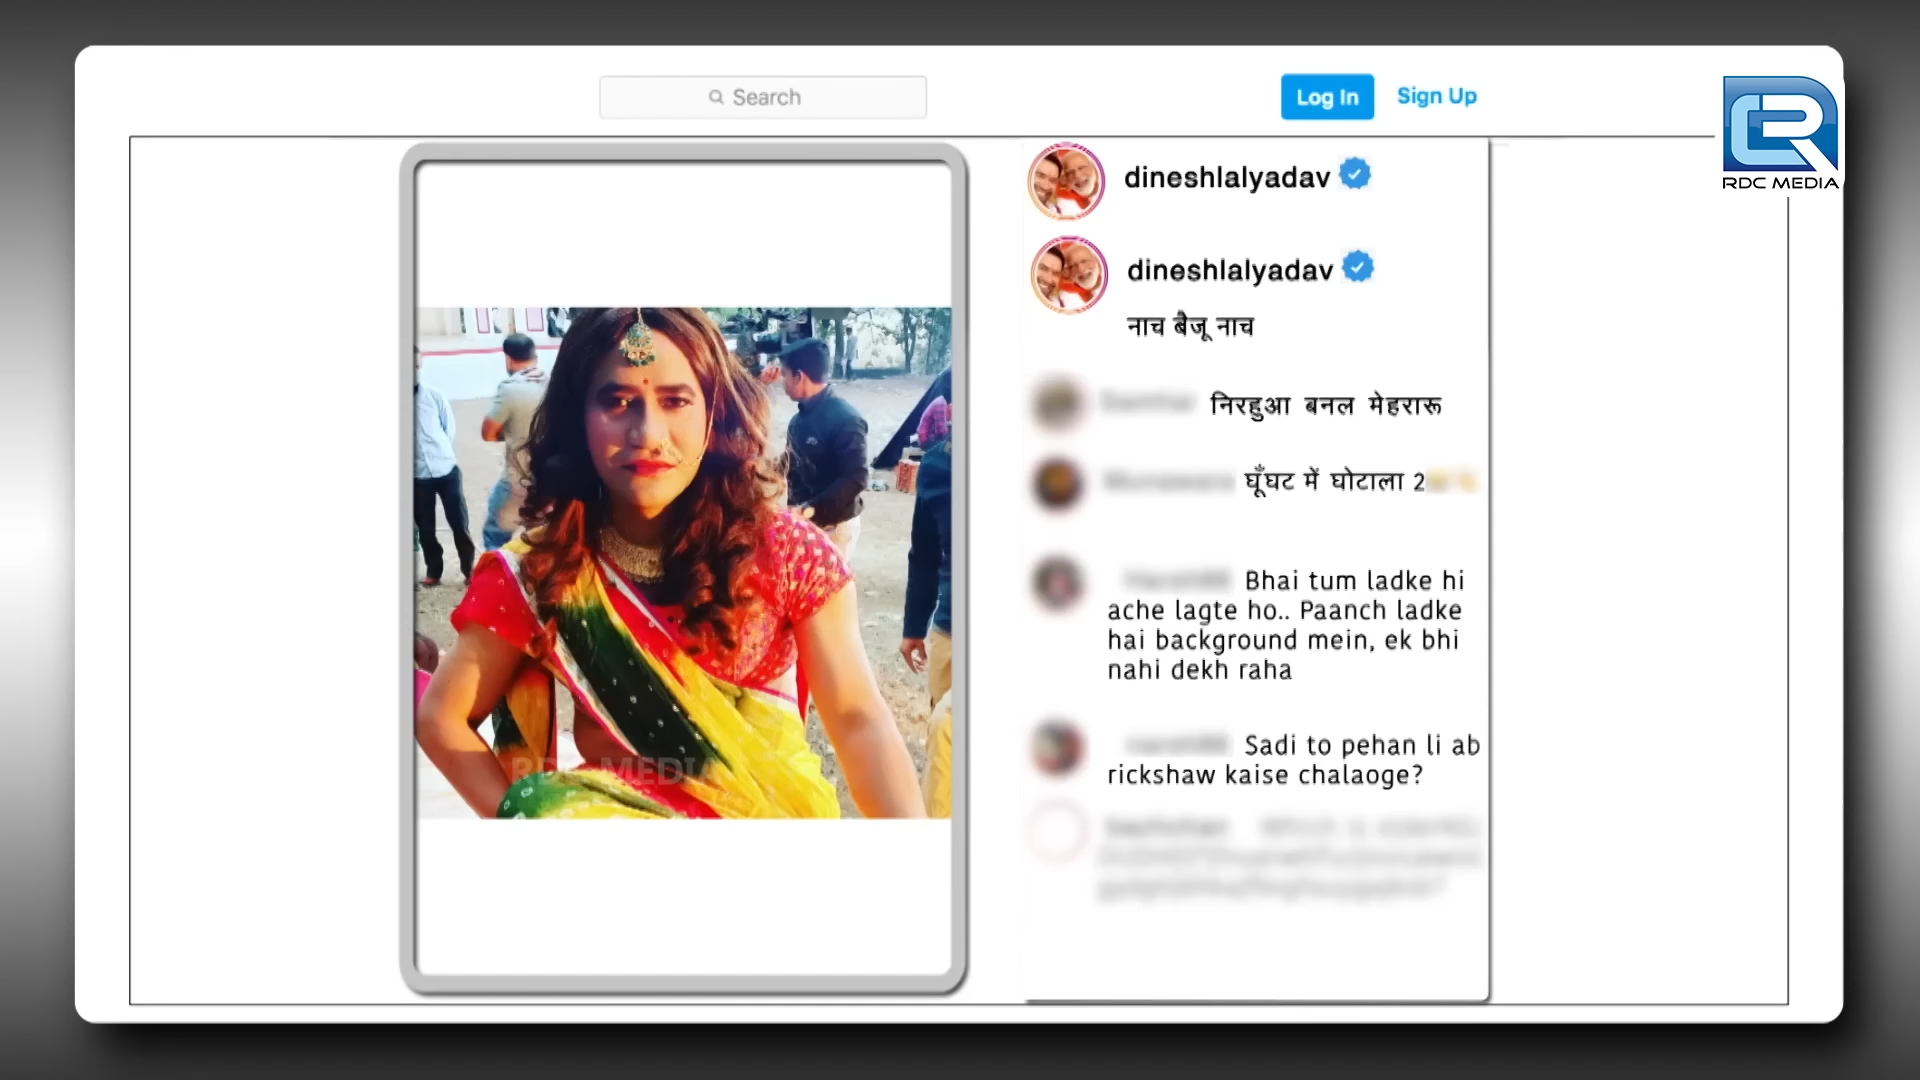 Search
Log In
Sign Up
RDC MEDIA
dineshlalyadav
dineshlalyadav
नाच बैजू नाच
निरहुआ बनल मेहरारू
घूँघट में घोटाला 2
Bhai tum ladke hi
ache lagte ho.. Paanch ladke
hai background mein, ek bhi
nahi dekh raha
Sadi to pehan li ab
rickshaw kaise chalaoge?
RDC MEDIA